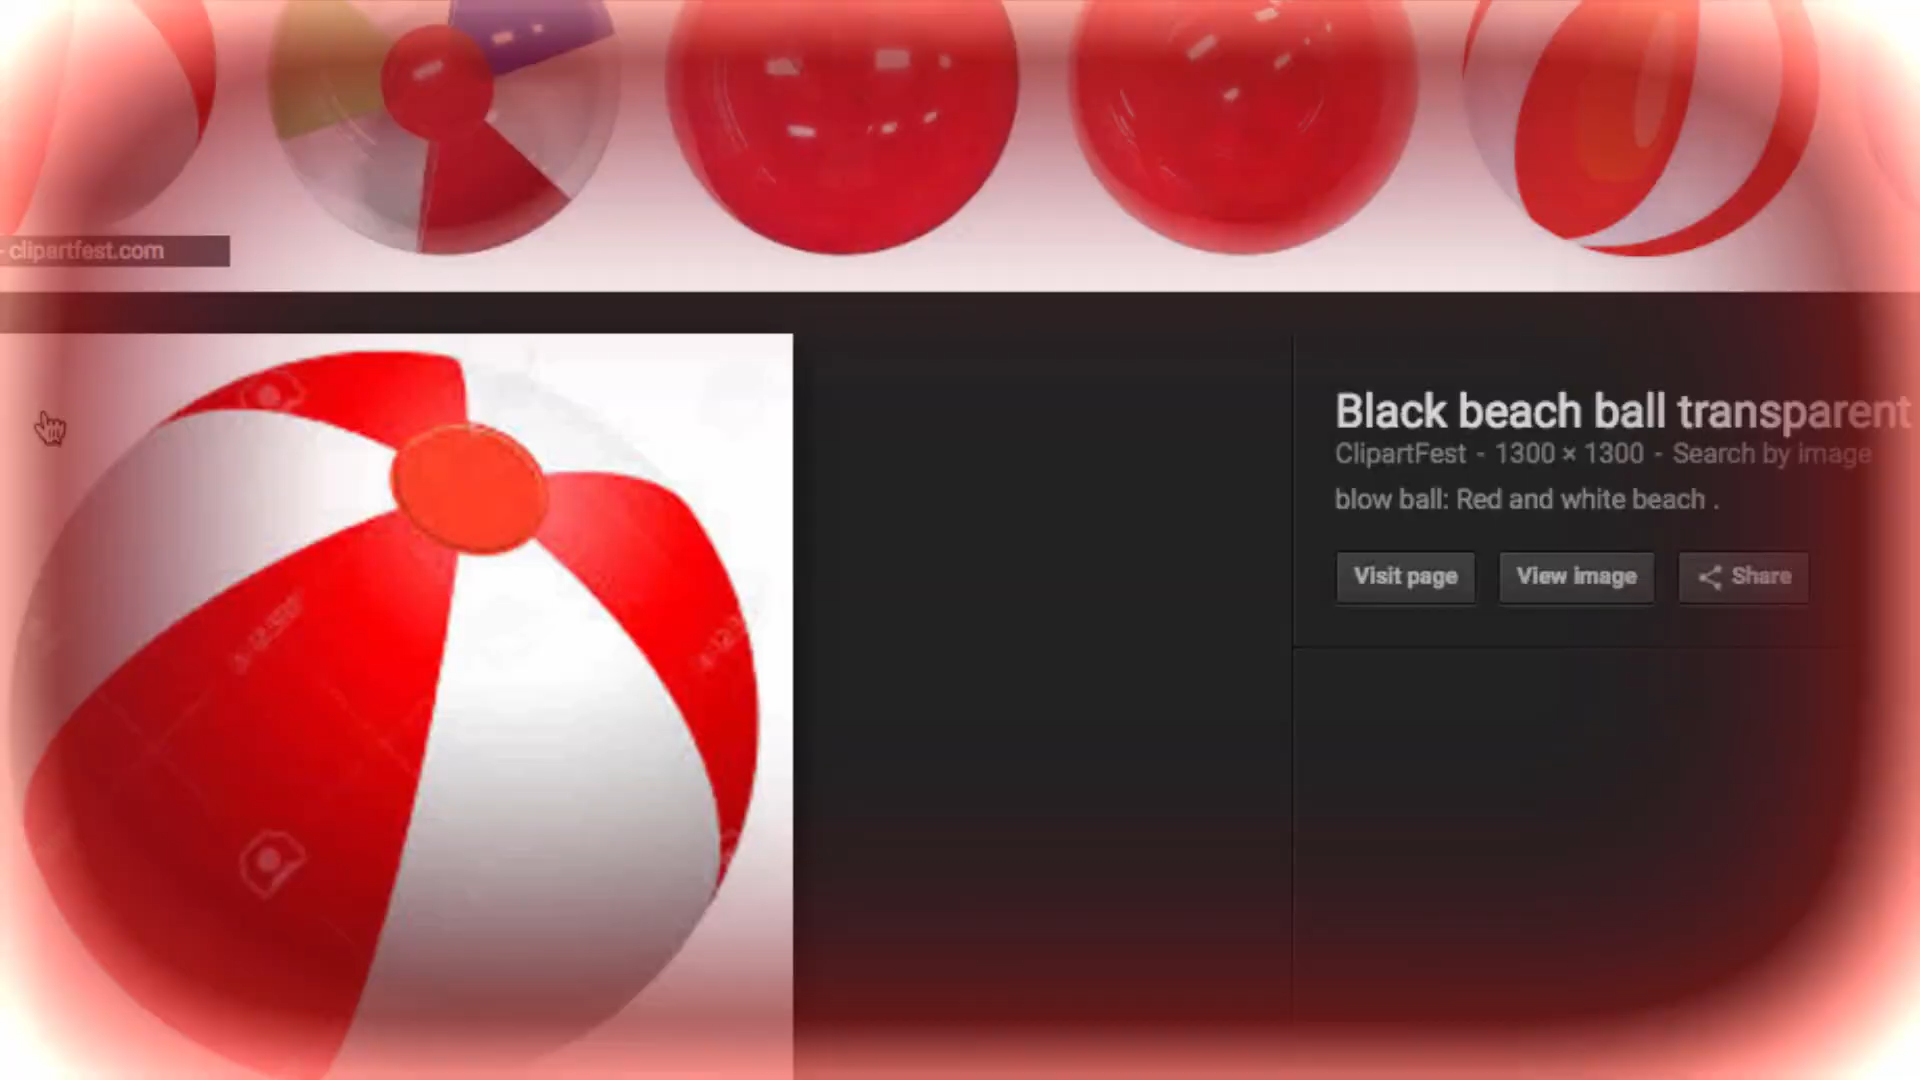 - clipartfest.com
Black beach ball transparent
ClipartFest - 1300 × 1300 - Search by image
blow ball: Red and white beach .
Visit page
View image
Share